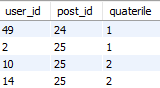 user_id post_id quaterile
49 24 1
2 25 1
10 25 2
14 25 2